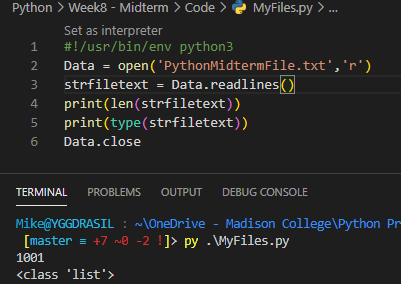 Python > Week8 - Midterm > Code > MyFiles.py > ...
Set as interpreter
1 #!/usr/bin/env python3
2 Data = open('PythonMidtermFile.txt','r')
3 strfiletext = Data.readlines()
4 print(len(strfiletext))
5 print(type(strfiletext))
6 Data.close
TERMINAL PROBLEMS OUTPUT DEBUG CONSOLE
Mike@YGGDRASIL : ~\OneDrive - Madison College\Python Pr
[master ≡ +7 ~0 -2 !]> py .\MyFiles.py
1001
<class 'list'>